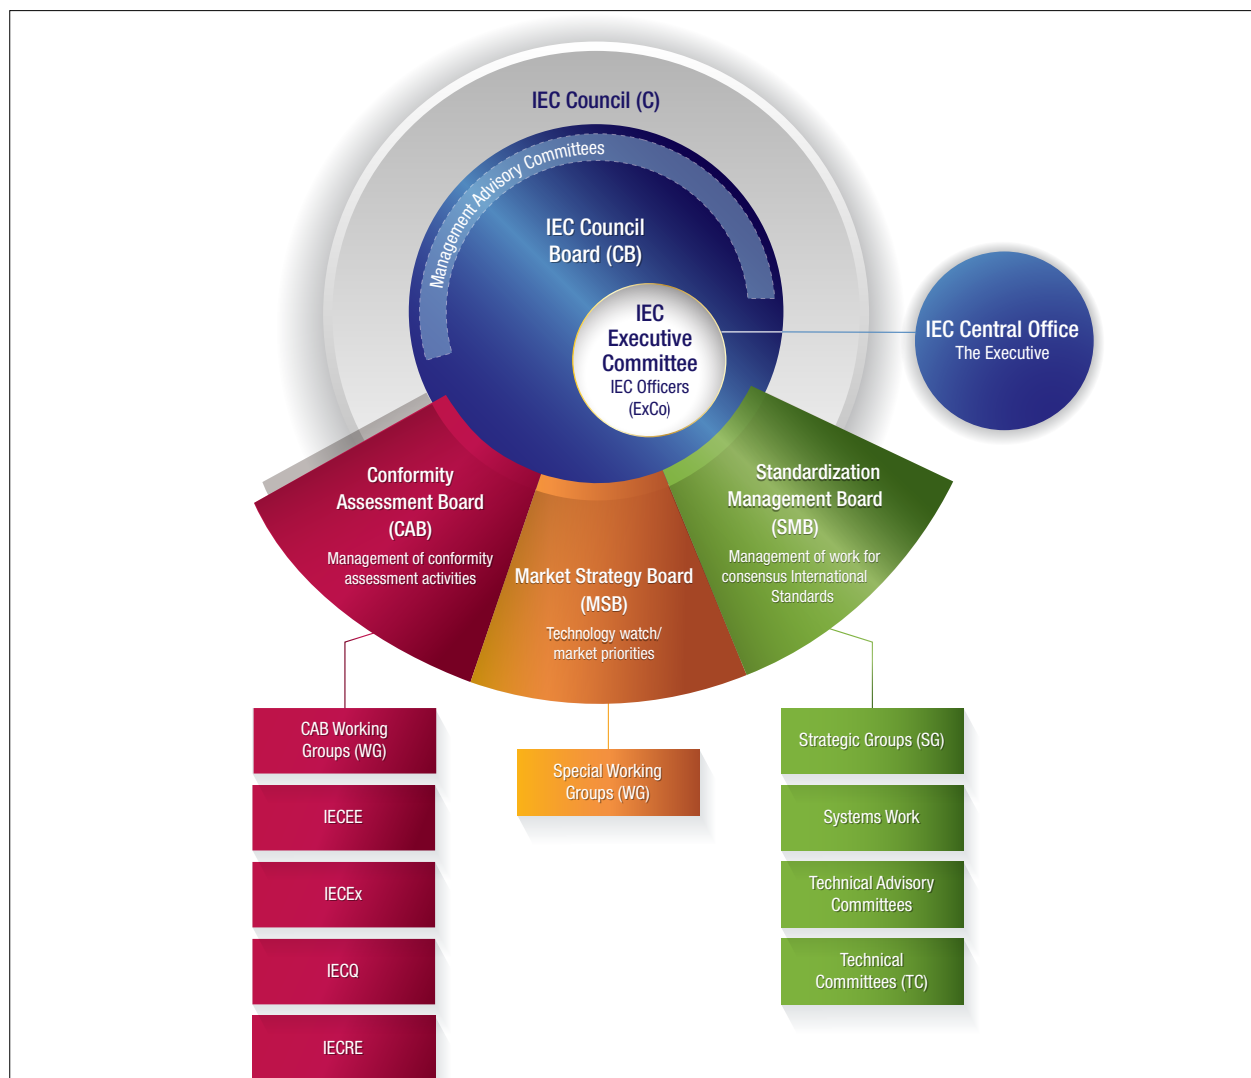 IEC Council (C)
Management Advisory Committees
IEC Council
Board (CB)
IEC
Executive
Committee
IEC Officers
(ExCo)
IEC Central Office
The Executive
Conformity
Assessment Board
(CAB)
Management of conformity
assessment activities
Market Strategy Board
(MSB)
Technology watch/
market priorities
Standardization
Management Board
(SMB)
Management of work for
consensus International
Standards
CAB Working
Groups (WG)
IECEE
IECEx
IECQ
IECRE
Special Working
Groups (WG)
Strategic Groups (SG)
Systems Work
Technical Advisory
Committees
Technical
Committees (TC)